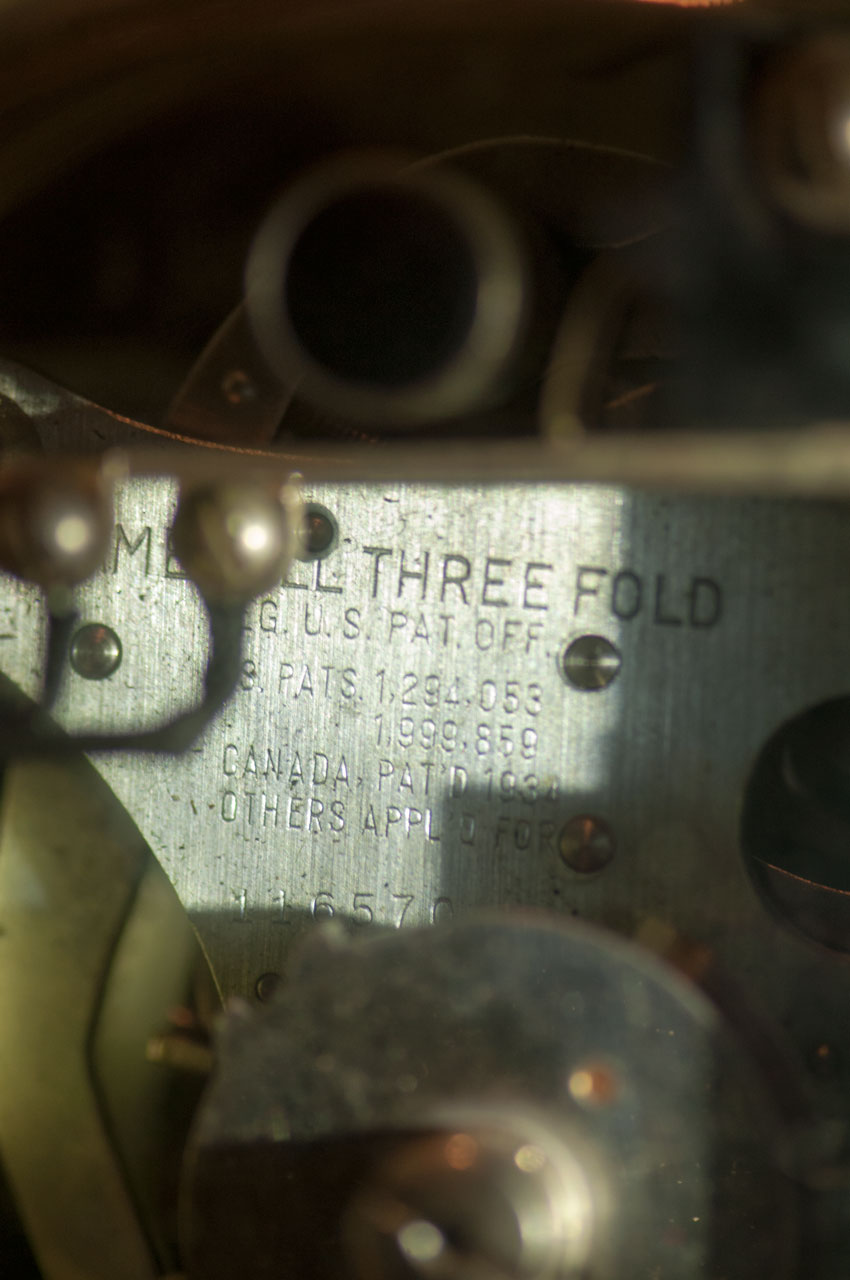 THREE FOLD
U.S. PAT. OFF.
PATS. 1,294,053
1,999,859
CANADA, PAT'D 1934
OTHERS APPL'D FOR
116570